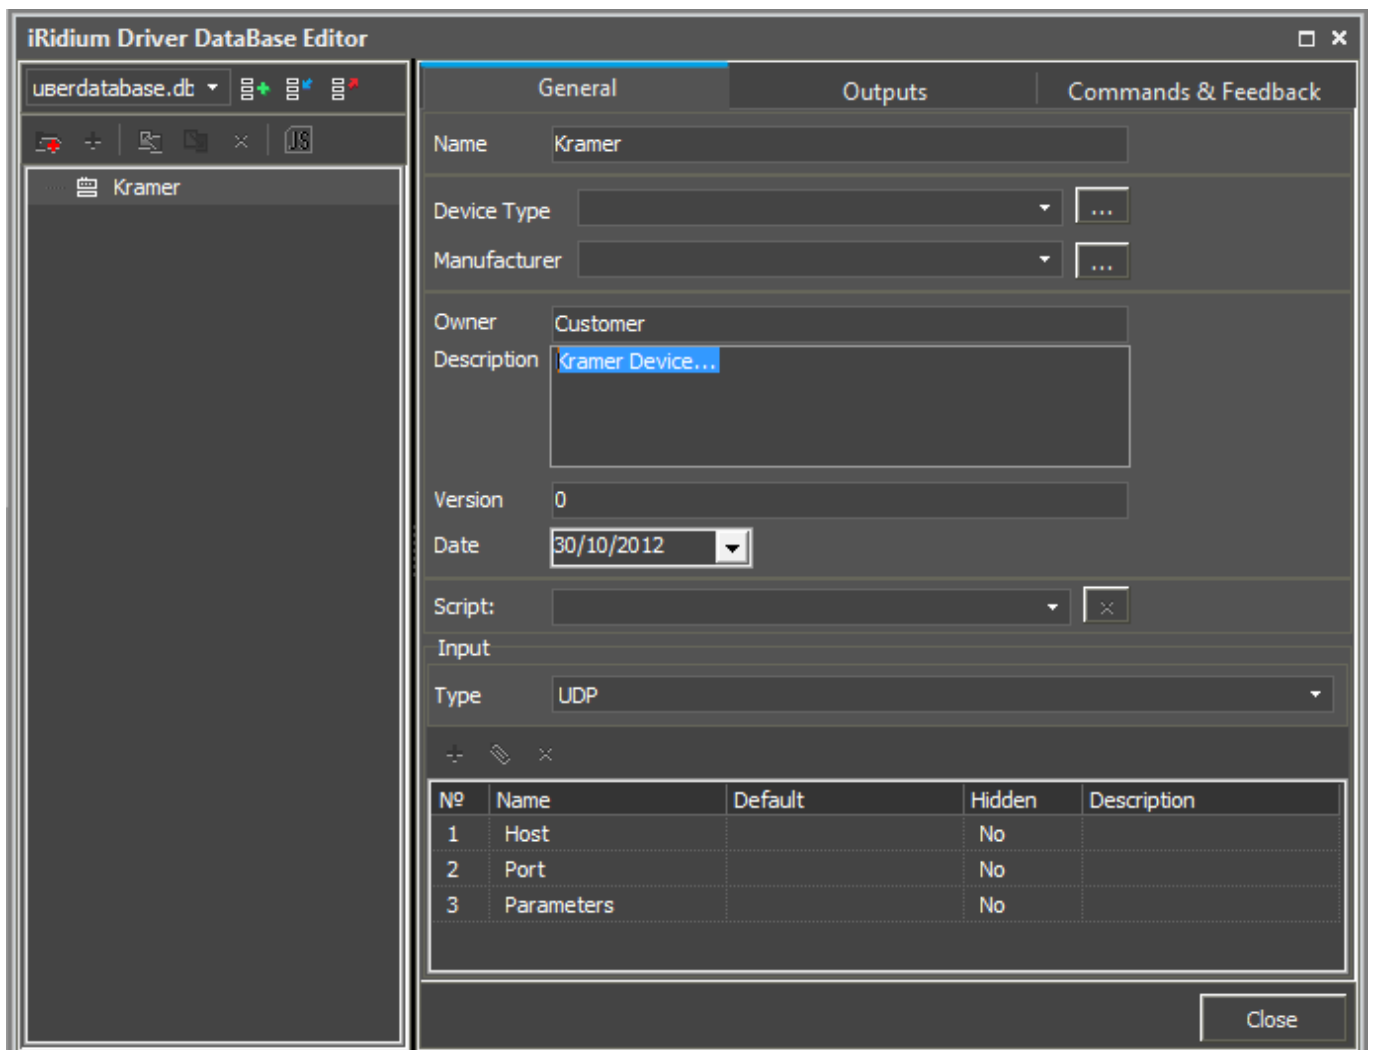 iRidium Driver DataBase Editor
userdatabase.db
JS
Kramer
General
Outputs
Commands & Feedback
Name
Kramer
Device Type
...
Manufacturer
...
Owner
Customer
Description
Kramer Device...
Version
0
Date
30/10/2012
Script:
Input
Type
UDP
Nº Name Default Hidden Description
1 Host No
2 Port No
3 Parameters No
Close